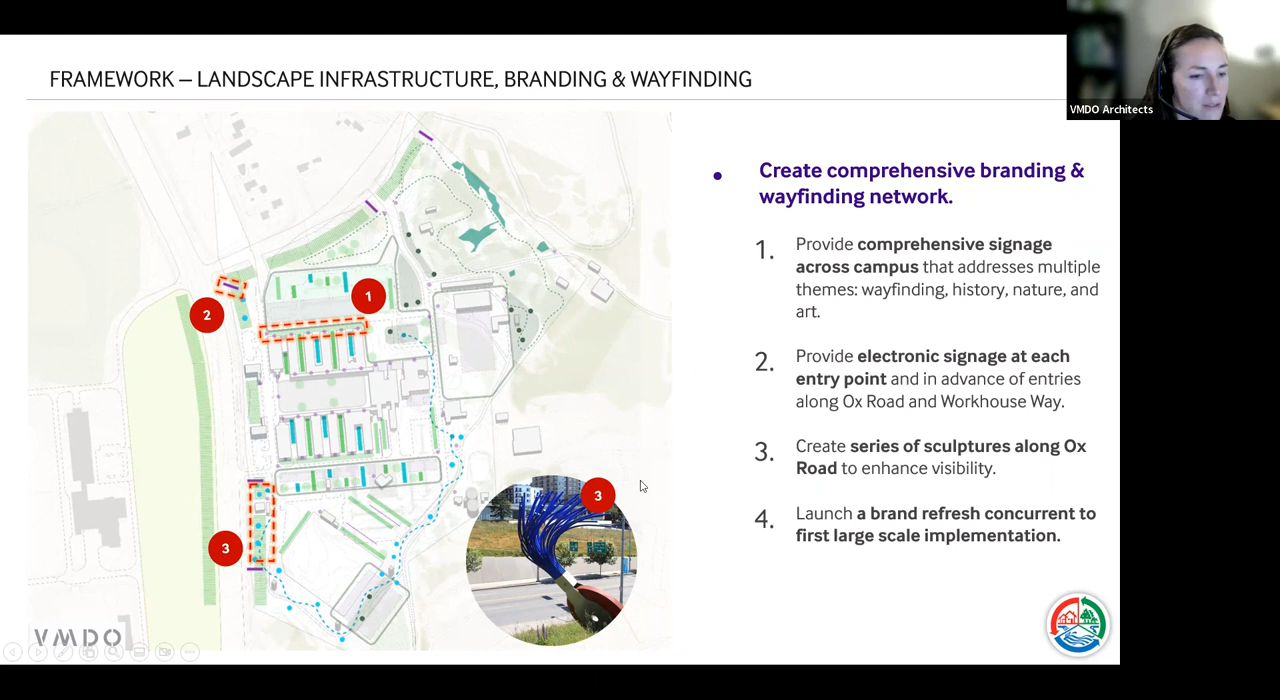 VMDO Architects
FRAMEWORK – LANDSCAPE INFRASTRUCTURE, BRANDING & WAYFINDING
• Create comprehensive branding &
wayfinding network.
1. Provide comprehensive signage
across campus that addresses multiple
themes: wayfinding, history, nature, and
art.
2. Provide electronic signage at each
entry point and in advance of entries
along Ox Road and Workhouse Way.
3. Create series of sculptures along Ox
Road to enhance visibility.
4. Launch a brand refresh concurrent to
first large scale implementation.
1
2
3
3
VMDO